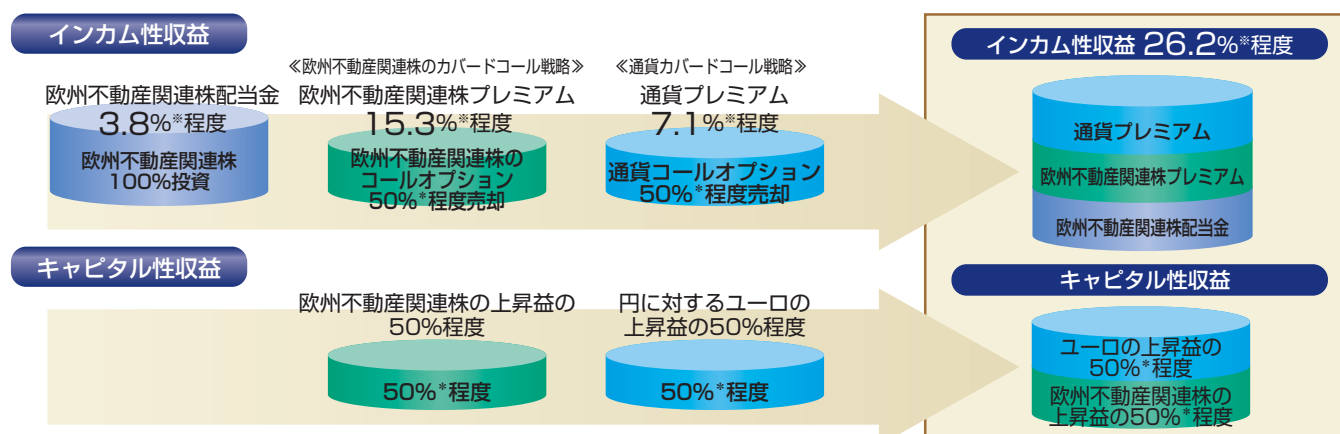 インカム性収益
欧州不動産関連株配当金
3.8%※程度
欧州不動産関連株
100%投資
≪欧州不動産関連株のカバードコール戦略≫
欧州不動産関連株プレミアム
15.3%※程度
欧州不動産関連株の
コールオプション
50%*程度売却
≪通貨カバードコール戦略≫
通貨プレミアム
7.1%※程度
通貨コールオプション
50%*程度売却
インカム性収益 26.2%※程度
通貨プレミアム
欧州不動産関連株プレミアム
欧州不動産関連株配当金
キャピタル性収益
欧州不動産関連株の上昇益の
50%程度
50%*程度
円に対するユーロの
上昇益の50%程度
50%*程度
キャピタル性収益
ユーロの上昇益の
50%*程度
欧州不動産関連株の
上昇益の50%*程度